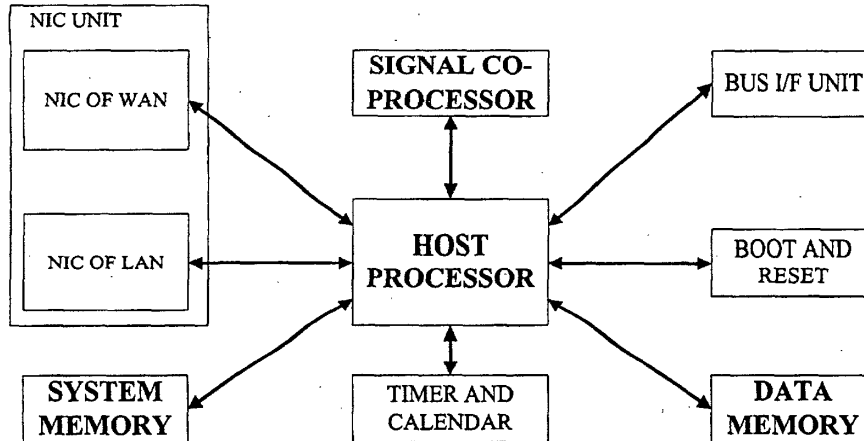 NIC UNIT
NIC OF WAN
SIGNAL CO-
PROCESSOR
BUS I/F UNIT
NIC OF LAN
HOST
PROCESSOR
BOOT AND
RESET
SYSTEM
MEMORY
TIMER AND
CALENDAR
DATA
MEMORY